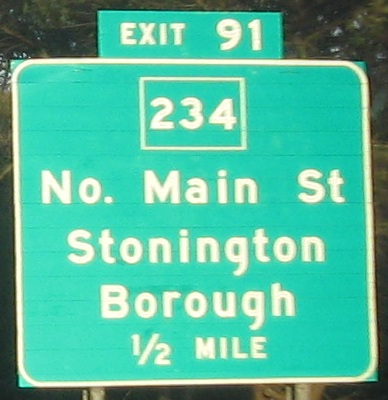 EXIT 91
234
No. Main St
Stonington
Borough
½ MILE